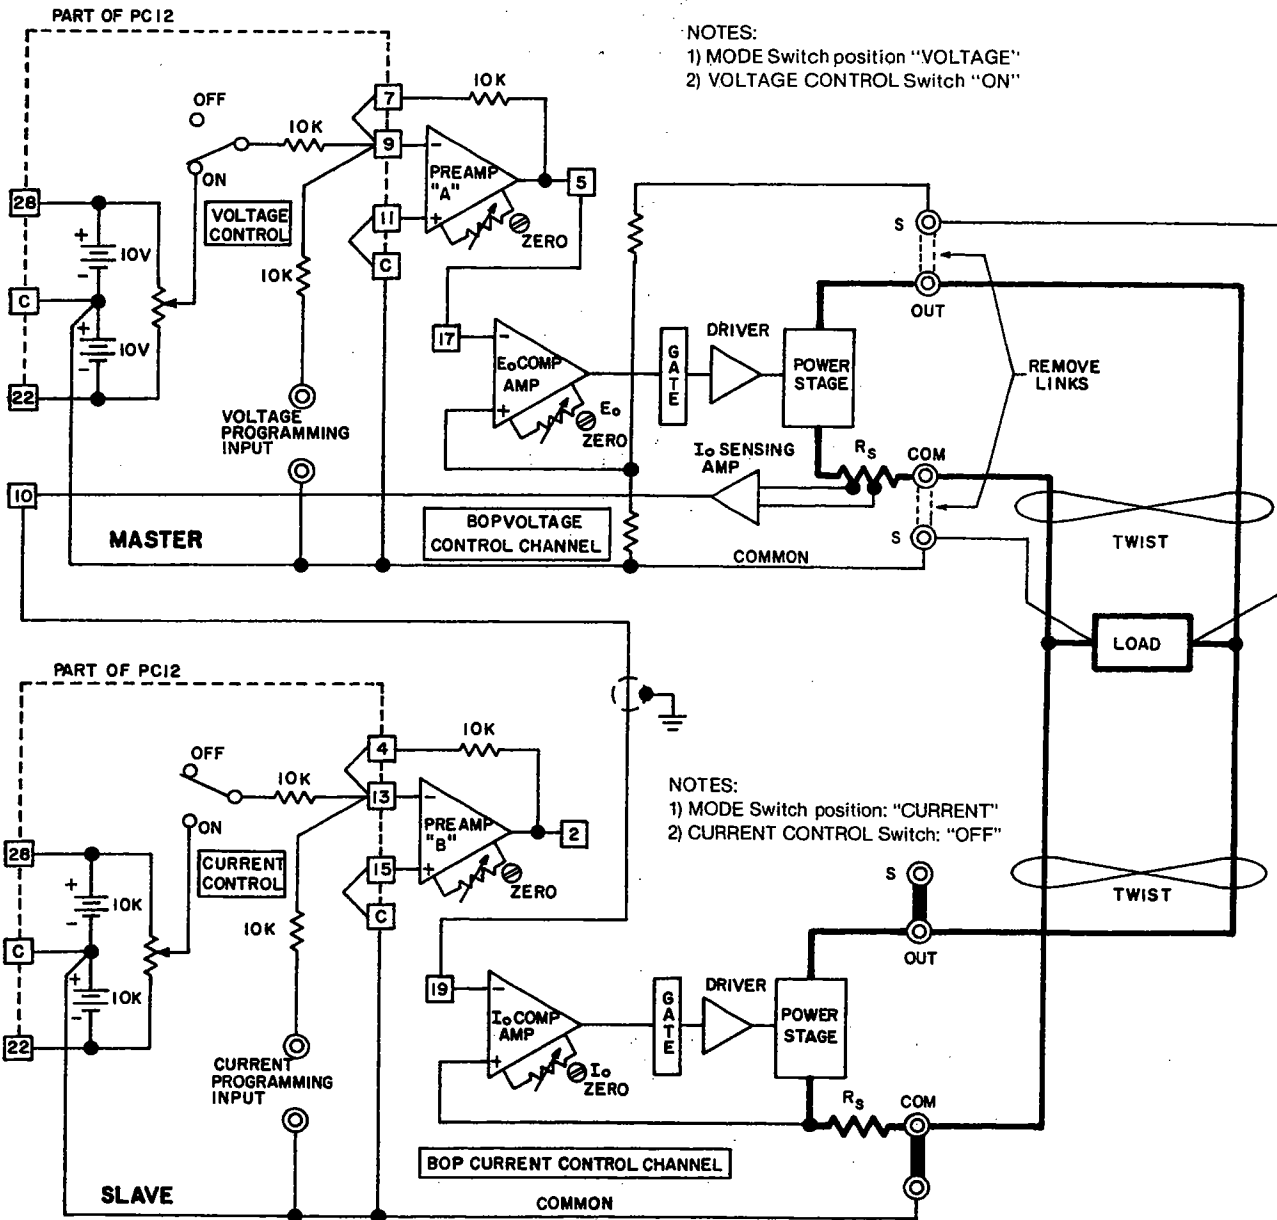 PART OF PC12
NOTES:
1) MODE Switch position "VOLTAGE"
2) VOLTAGE CONTROL Switch "ON"
7
10K
OFF
10K
9
-
PREAMP
"A"
5
ON
28
VOLTAGE
CONTROL
11
+
ZERO
S
+
10V
-
10K
C
C
OUT
+
10V
-
17
-
DRIVER
GATE
POWER
STAGE
REMOVE
LINKS
EoCOMP
AMP
22
+
Eo
ZERO
VOLTAGE
PROGRAMMING
INPUT
Io SENSING
AMP
Rs
COM
10
MASTER
BOP VOLTAGE
CONTROL CHANNEL
S
TWIST
COMMON
LOAD
PART OF PC12
4
10K
OFF
10K
13
-
PREAMP
"B"
2
NOTES:
1) MODE Switch position: "CURRENT"
2) CURRENT CONTROL Switch: "OFF"
ON
28
CURRENT
CONTROL
15
+
ZERO
S
TWIST
+
10K
-
C
10K
C
OUT
+
10K
-
19
-
DRIVER
GATE
POWER
STAGE
IoCOMP
AMP
22
+
Io
ZERO
CURRENT
PROGRAMMING
INPUT
Rs
COM
BOP CURRENT CONTROL CHANNEL
SLAVE
COMMON